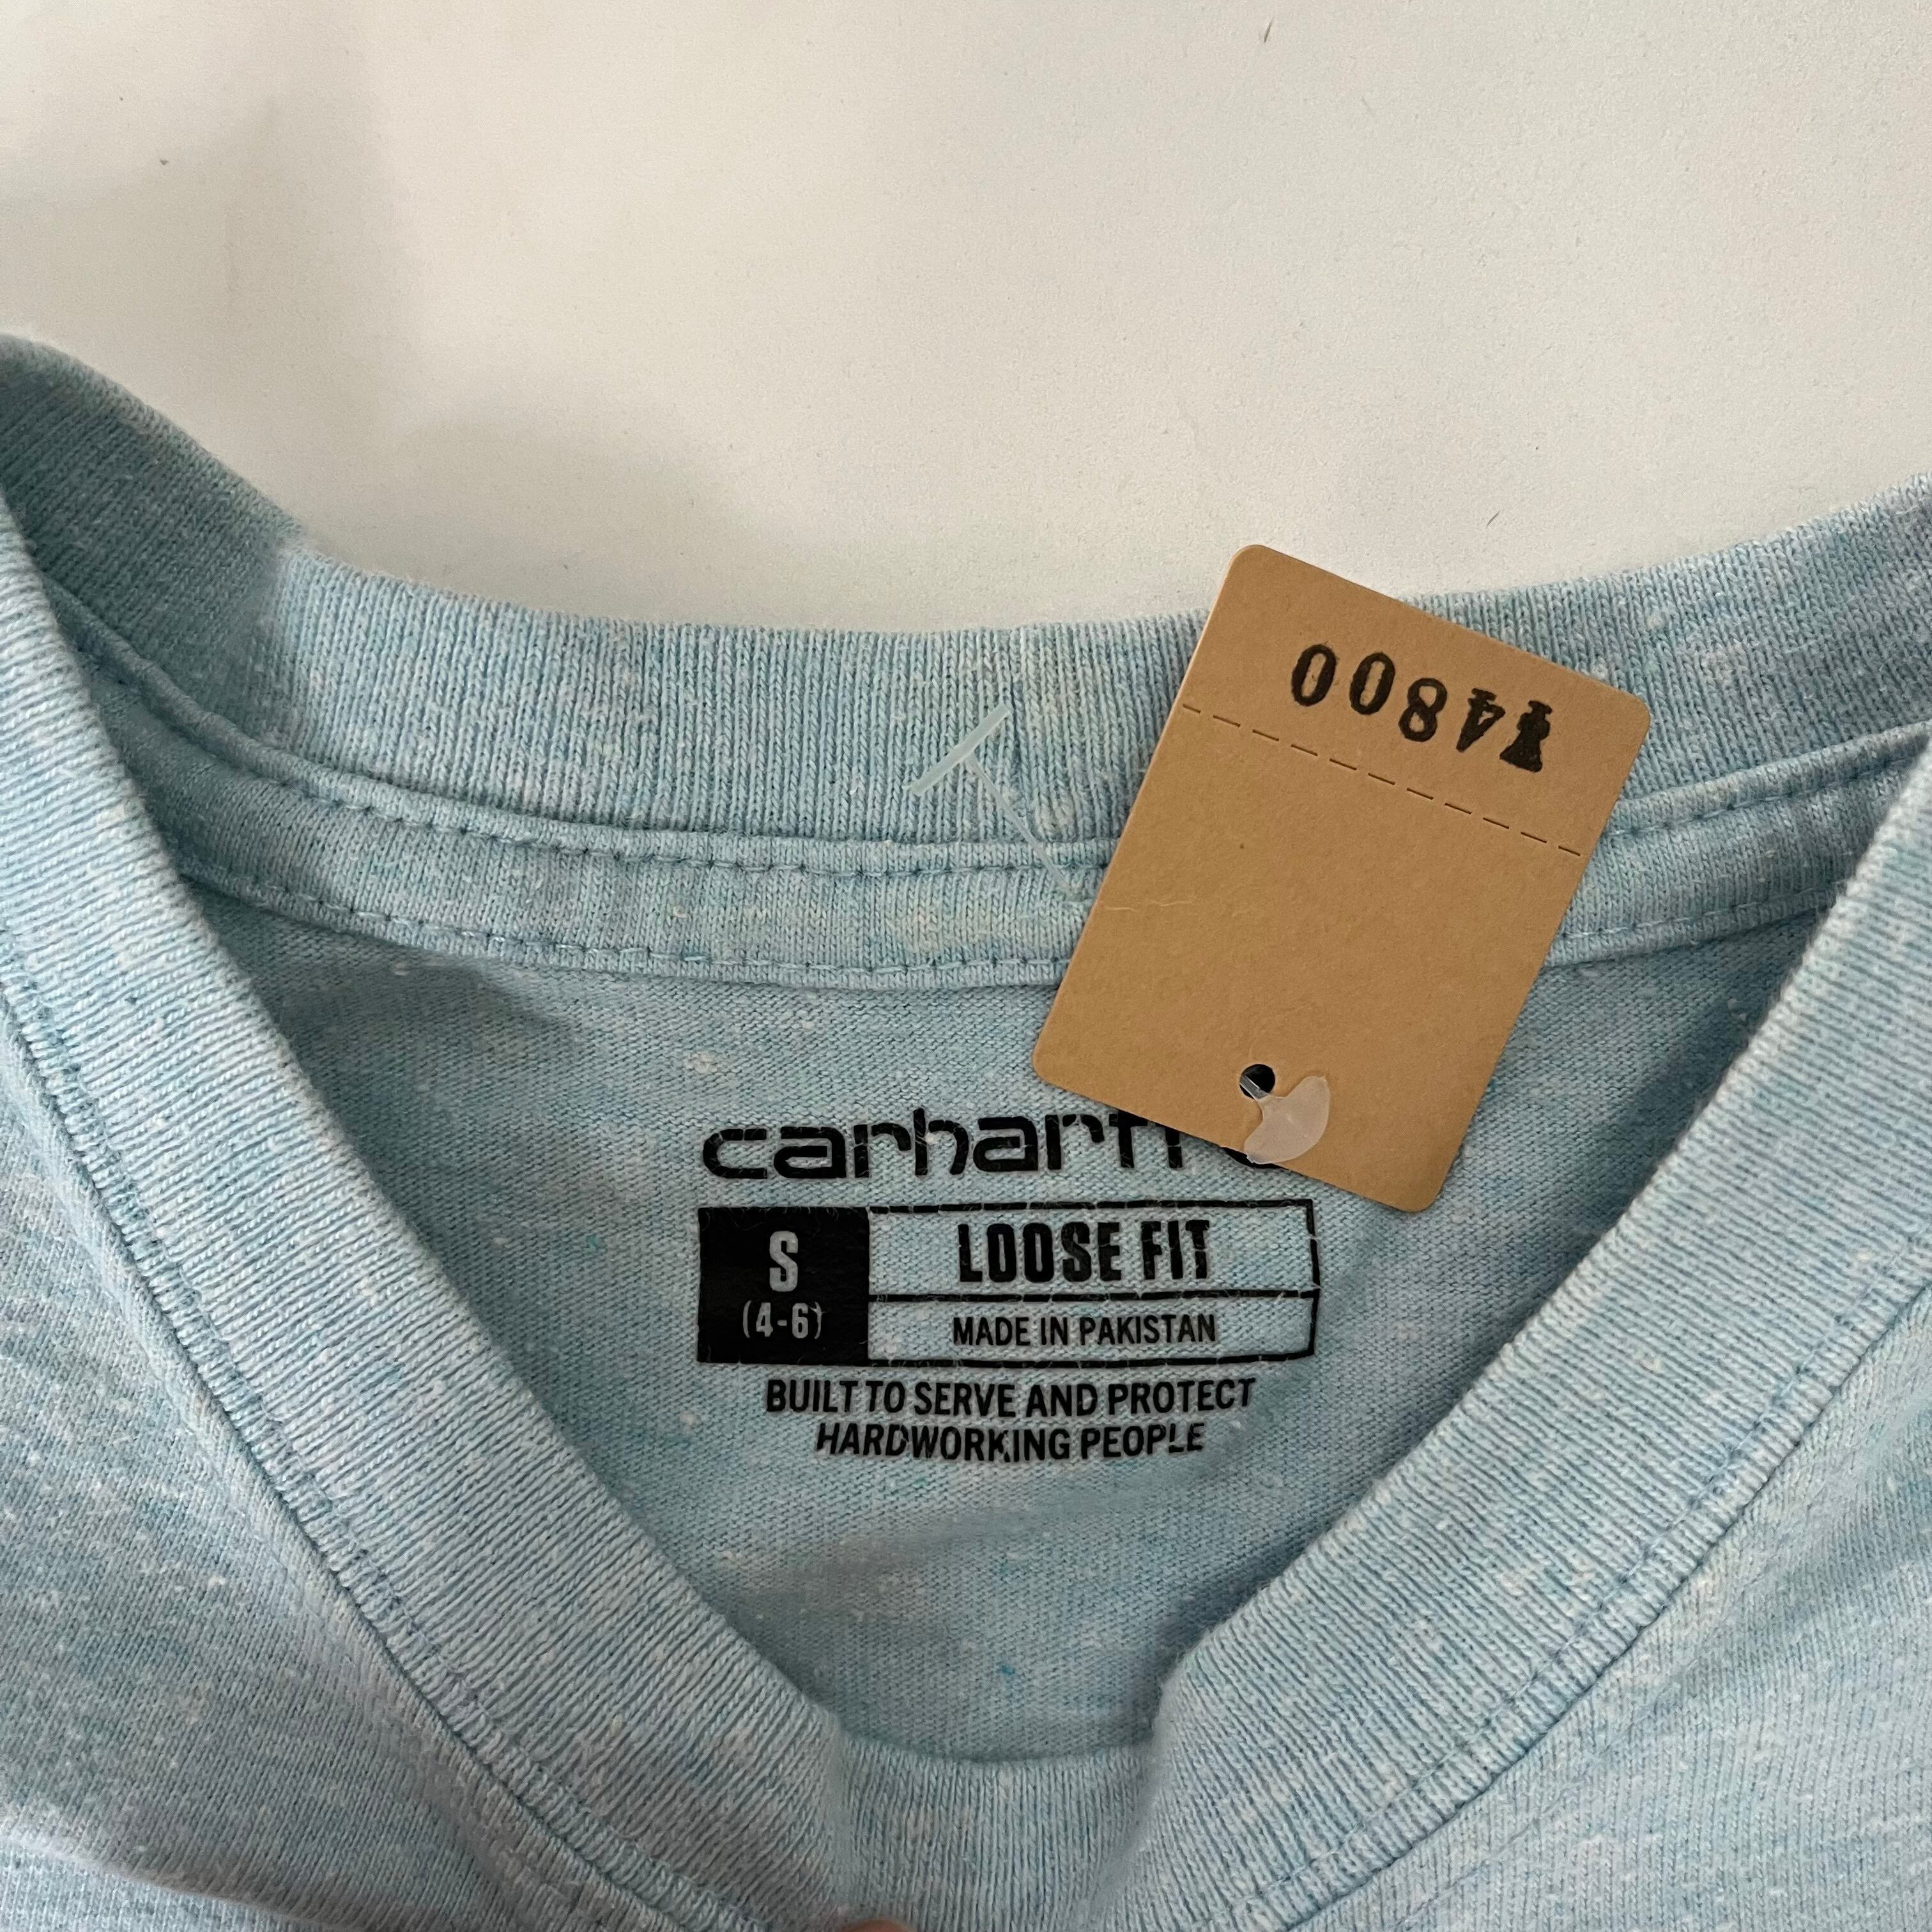 ¥4800
carhartt
S
(4-6)
LOOSE FIT
MADE IN PAKISTAN
BUILT TO SERVE AND PROTECT
HARDWORKING PEOPLE